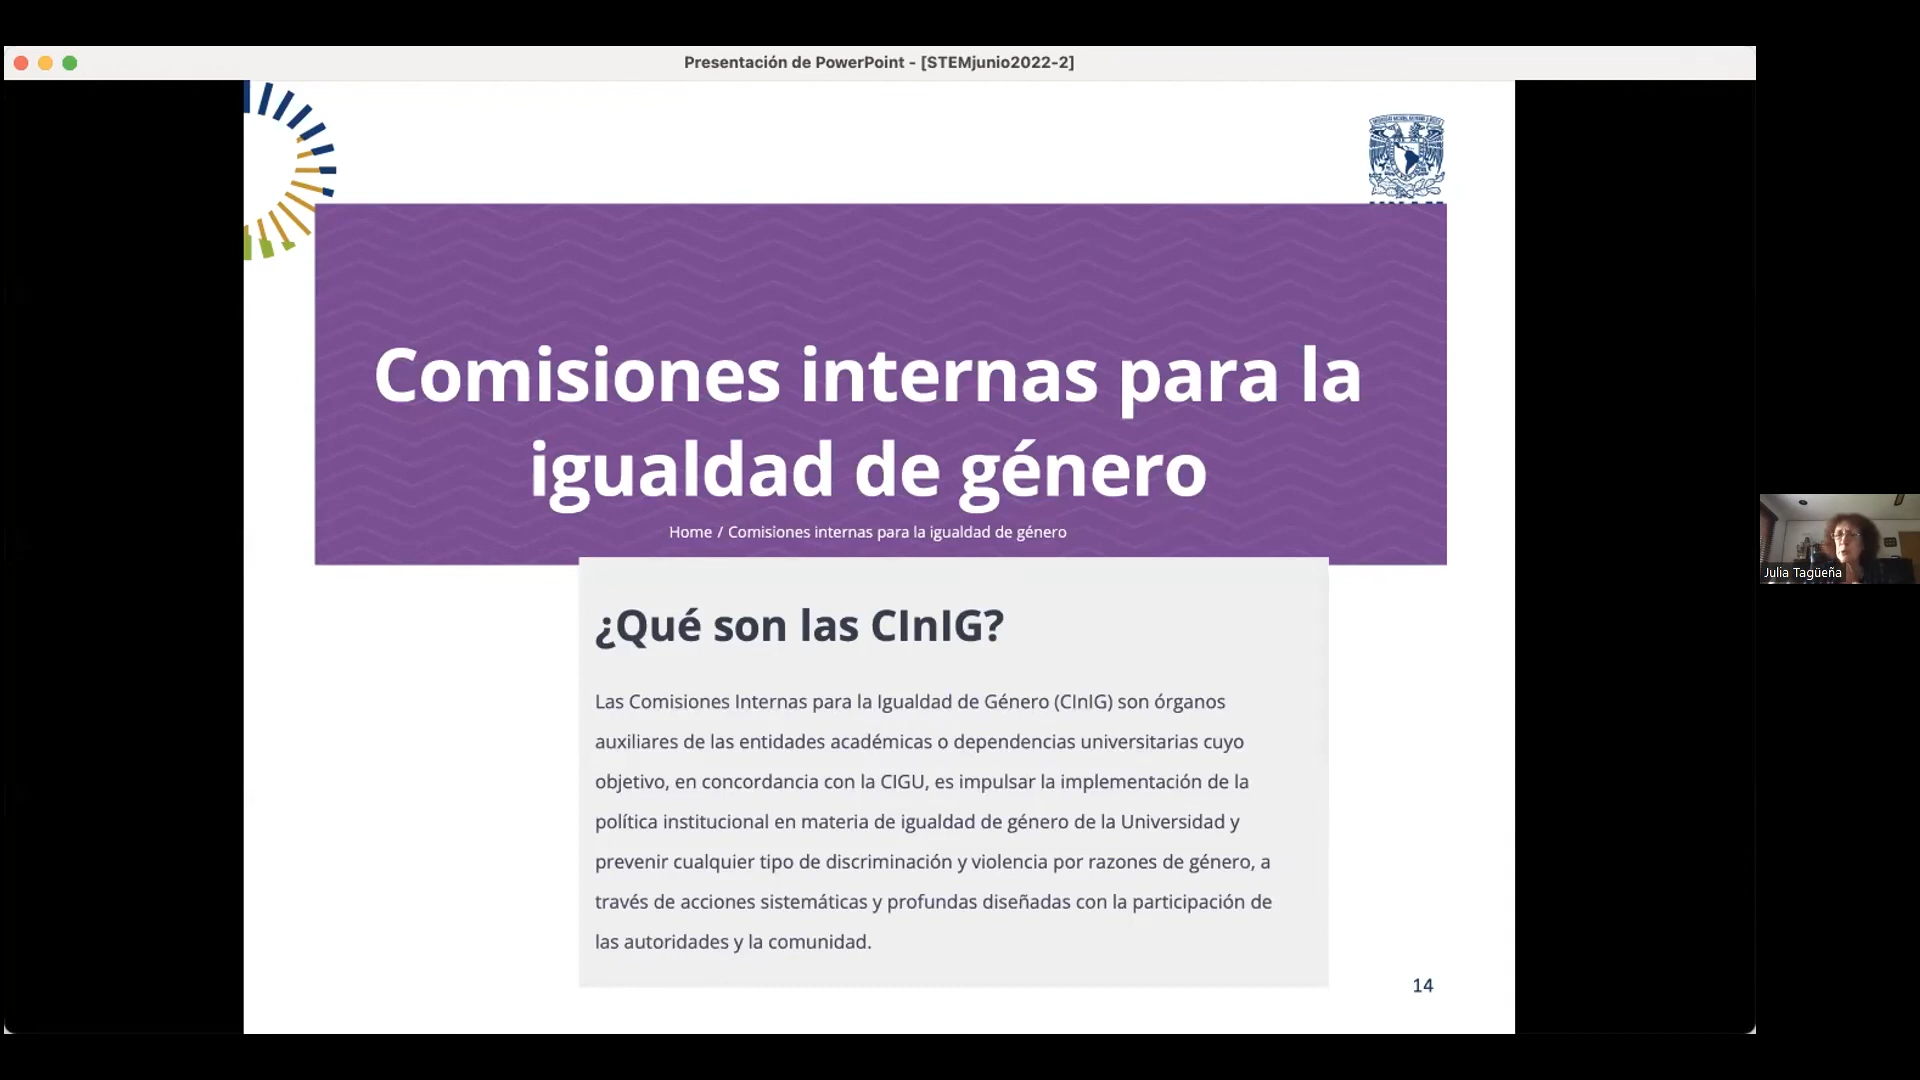 Presentación de PowerPoint - [STEMjunio2022-2]
Comisiones internas para la
igualdad de género
Home / Comisiones internas para la igualdad de género
¿Qué son las CInIG?
Las Comisiones Internas para la Igualdad de Género (CInIG) son órganos
auxiliares de las entidades académicas o dependencias universitarias cuyo
objetivo, en concordancia con la CIGU, es impulsar la implementación de la
política institucional en materia de igualdad de género de la Universidad y
prevenir cualquier tipo de discriminación y violencia por razones de género, a
través de acciones sistemáticas y profundas diseñadas con la participación de
las autoridades y la comunidad.
14
Julia Tagüeña